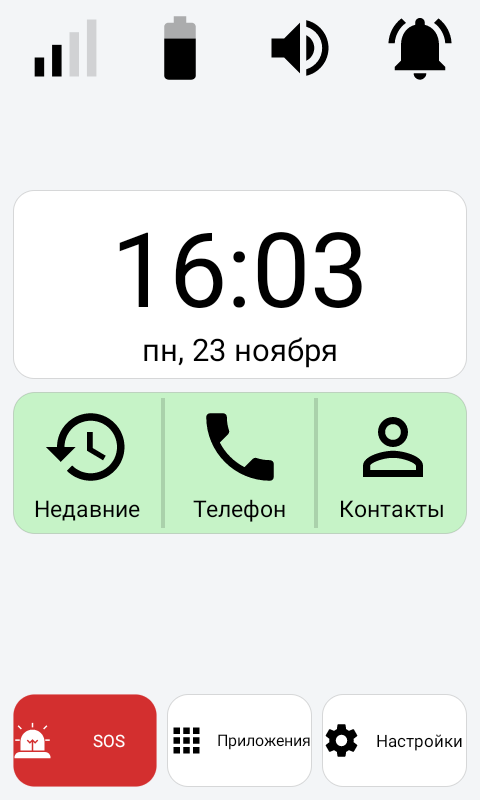 16:03
пн, 23 ноября
Недавние
Телефон
Контакты
SOS
Приложения
Настройки